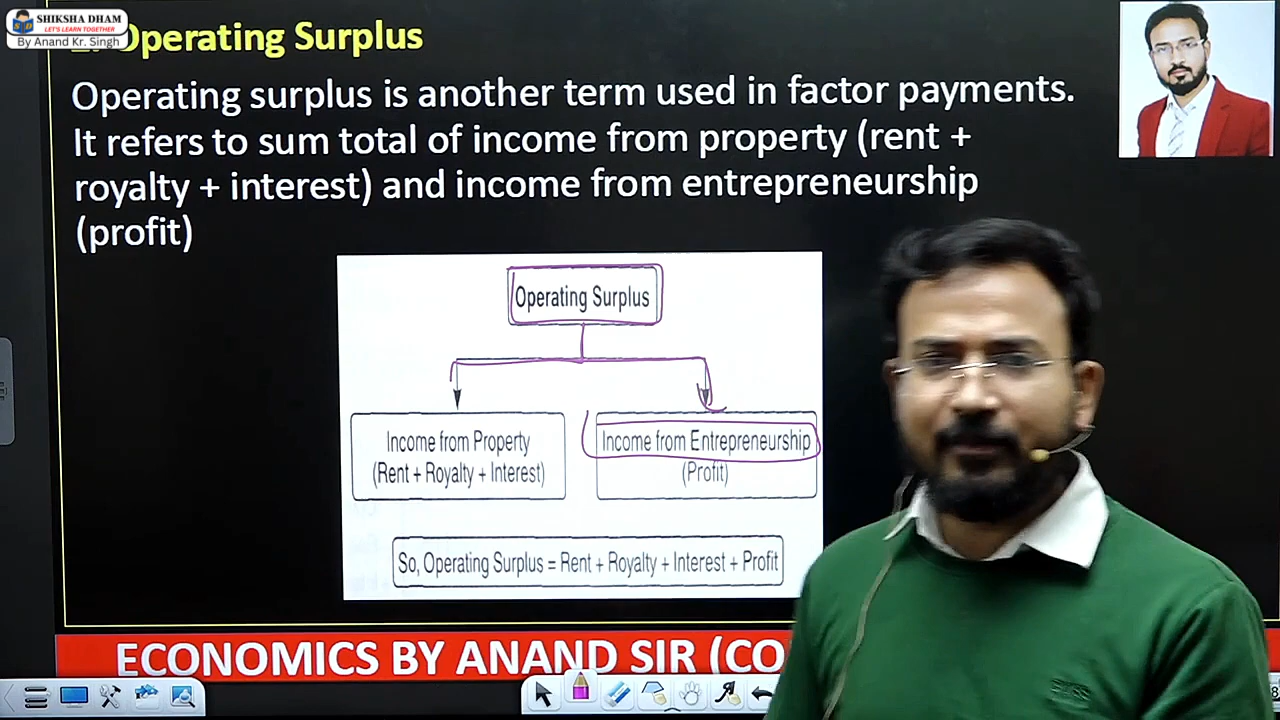 SHIKSHA DHAM
LET'S LEARN TOGETHER
By Anand Kr. Singh
Operating Surplus
Operating surplus is another term used in factor payments.
It refers to sum total of income from property (rent +
royalty + interest) and income from entrepreneurship
(profit)
Operating Surplus
Income from Property
(Rent + Royalty + Interest)
Income from Entrepreneurship
(Profit)
So, Operating Surplus = Rent + Royalty + Interest + Profit
ECONOMICS BY ANAND SIR (CO